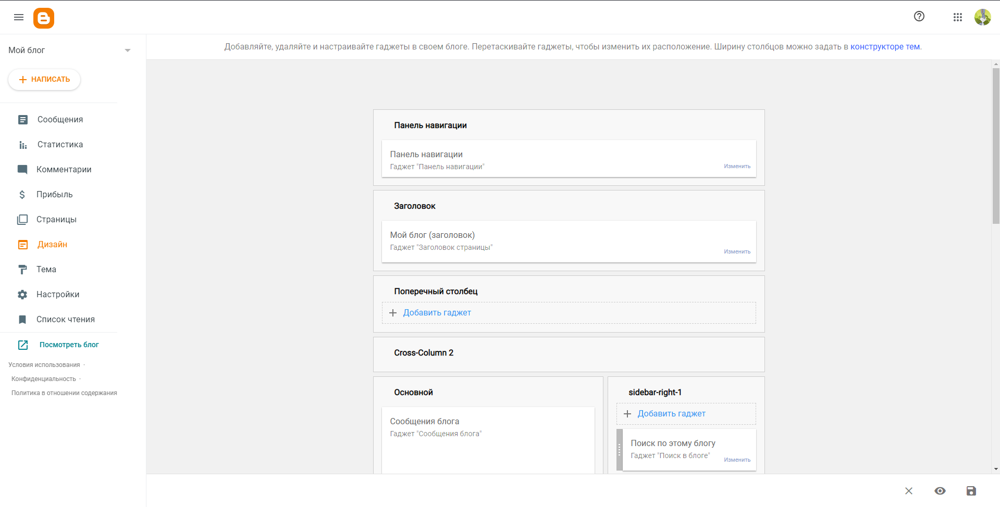 Мой блог
НАПИСАТЬ
Сообщения
Статистика
Комментарии
Прибыль
Страницы
Дизайн
Тема
Настройки
Список чтения
Посмотреть блог
Условия использования ·
Конфиденциальность ·
Политика в отношении содержания
Добавляйте, удаляйте и настраивайте гаджеты в своем блоге. Перетаскивайте гаджеты, чтобы изменить их расположение. Ширину столбцов можно задать в конструкторе тем.
Панель навигации
Панель навигации
Гаджет "Панель навигации"
Изменить
Заголовок
Мой блог (заголовок)
Гаджет "Заголовок страницы"
Изменить
Поперечный столбец
Добавить гаджет
Cross-Column 2
Основной
Сообщения блога
Гаджет "Сообщения блога"
sidebar-right-1
Добавить гаджет
Поиск по этому блогу
Гаджет "Поиск в блоге"
Изменить